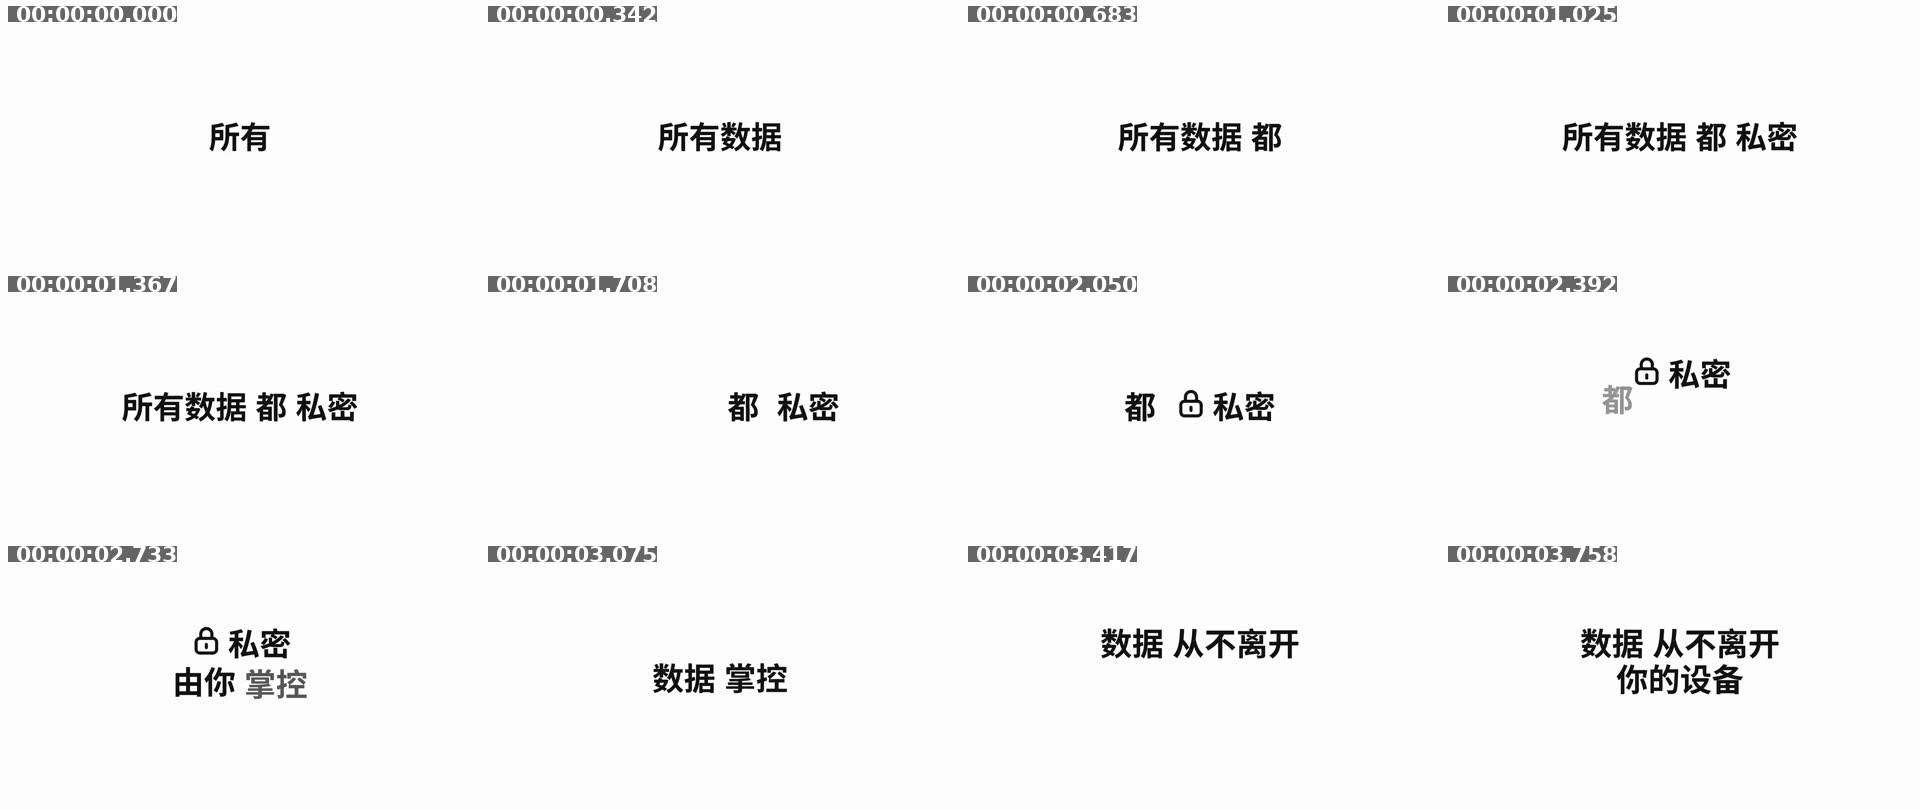 00:00:00.000
00:00:00.342
00:00:00.683
00:00:01.025
所有
所有数据
所有数据 都
所有数据 都 私密
00:00:01.367
00:00:01.708
00:00:02.050
00:00:02.392
所有数据 都 私密
都 私密
都 私密
私密
都
00:00:02.733
00:00:03.075
00:00:03.417
00:00:03.758
私密
由你 掌控
数据 掌控
数据 从不离开
数据 从不离开
你的设备